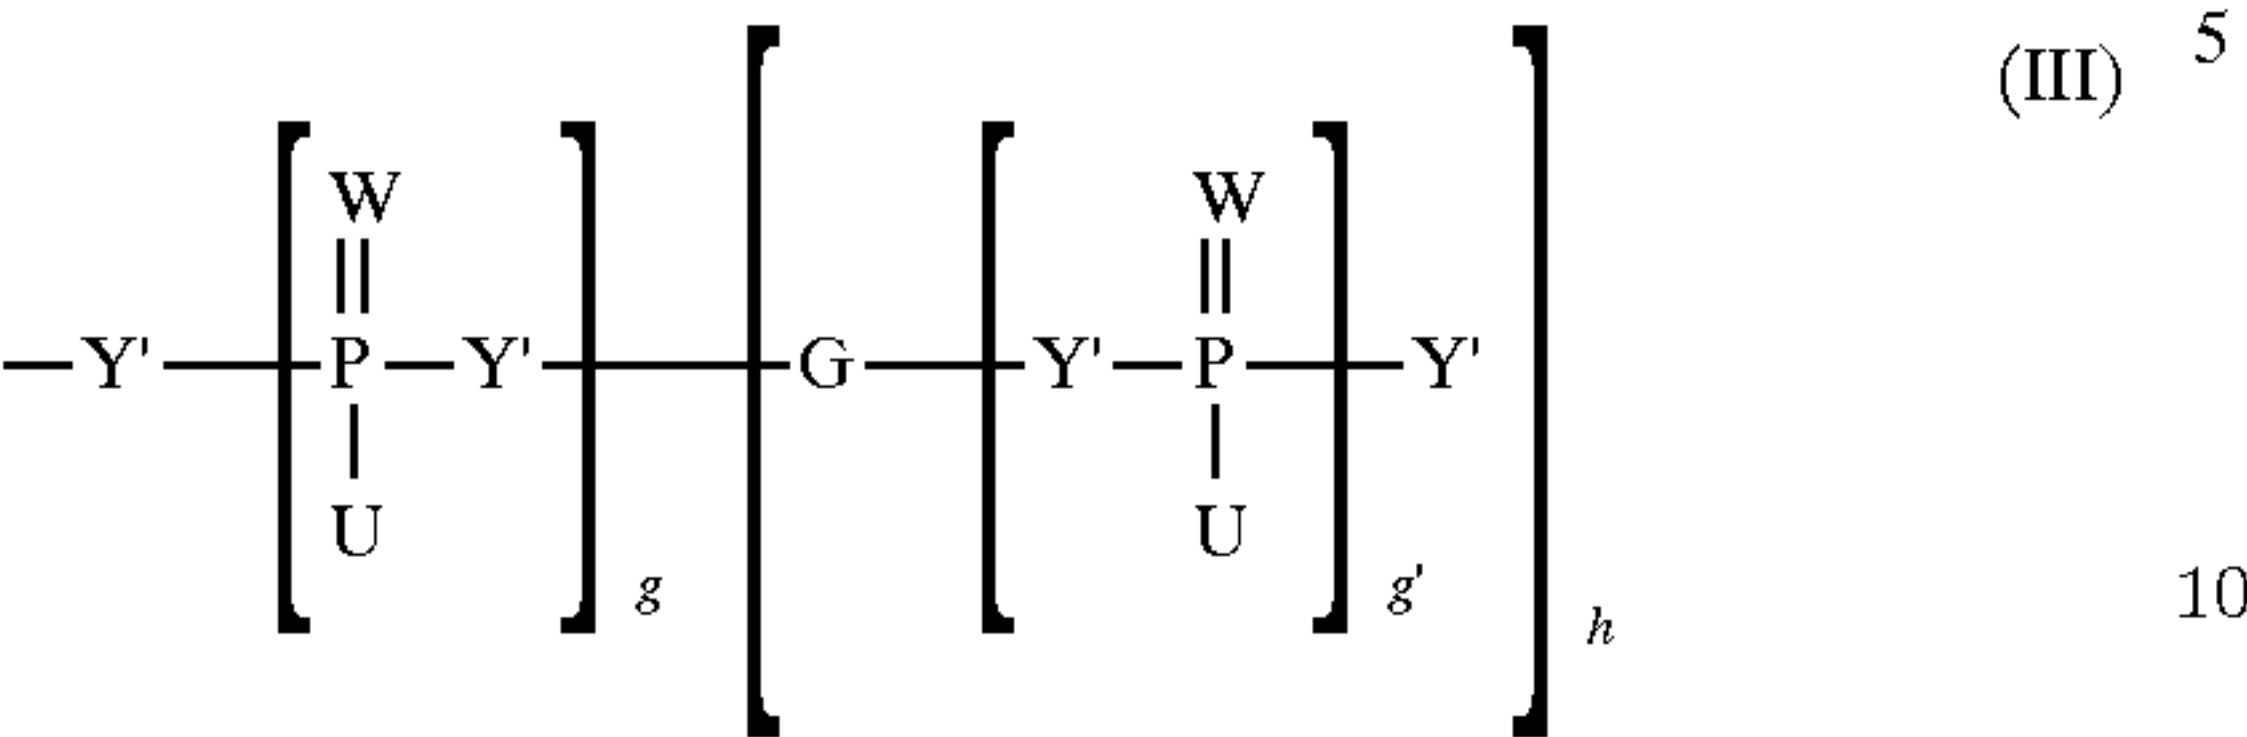 5
(III)
W W
—Y'—[P—Y']g—[G—[Y'—P]g'—Y']h
U U
10